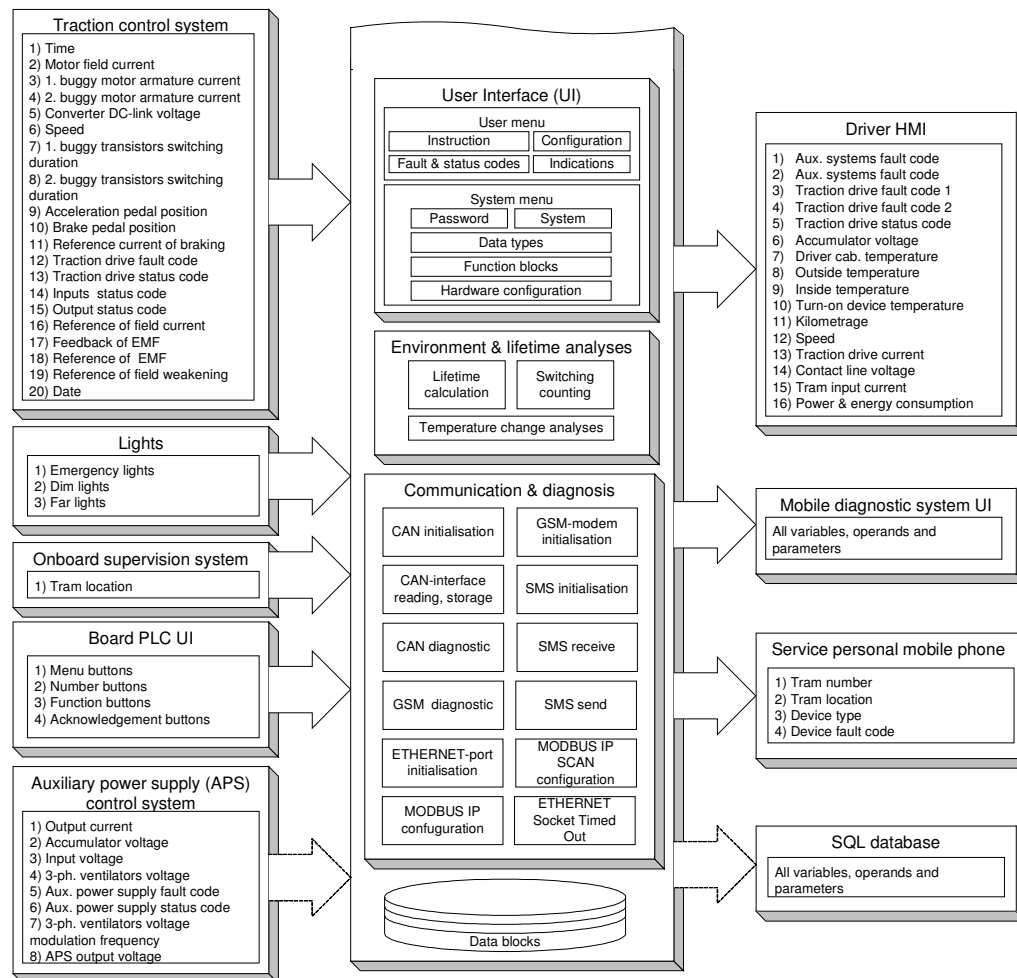 Traction control system
1) Time
2) Motor field current
3) 1. buggy motor armature current
4) 2. buggy motor armature current
5) Converter DC-link voltage
6) Speed
7) 1. buggy transistors switching
duration
8) 2. buggy transistors switching
duration
9) Acceleration pedal position
10) Brake pedal position
11) Reference current of braking
12) Traction drive fault code
13) Traction drive status code
14) Inputs status code
15) Output status code
16) Reference of field current
17) Feedback of EMF
18) Reference of EMF
19) Reference of field weakening
20) Date
Lights
1) Emergency lights
2) Dim lights
3) Far lights
Onboard supervision system
1) Tram location
Board PLC UI
1) Menu buttons
2) Number buttons
3) Function buttons
4) Acknowledgement buttons
Auxiliary power supply (APS)
control system
1) Output current
2) Accumulator voltage
3) Input voltage
4) 3-ph. ventilators voltage
5) Aux. power supply fault code
6) Aux. power supply status code
7) 3-ph. ventilators voltage
modulation frequency
8) APS output voltage
User Interface (UI)
User menu
Instruction
Configuration
Fault & status codes
Indications
System menu
Password
System
Data types
Function blocks
Hardware configuration
Environment & lifetime analyses
Lifetime
calculation
Switching
counting
Temperature change analyses
Communication & diagnosis
CAN initialisation
GSM-modem
initialisation
CAN-interface
reading, storage
SMS initialisation
CAN diagnostic
SMS receive
GSM diagnostic
SMS send
ETHERNET-port
initialisation
MODBUS IP
SCAN
configuration
MODBUS IP
confuguration
ETHERNET
Socket Timed
Out
Data blocks
Driver HMI
1) Aux. systems fault code
2) Aux. systems fault code
3) Traction drive fault code 1
4) Traction drive fault code 2
5) Traction drive status code
6) Accumulator voltage
7) Driver cab. temperature
8) Outside temperature
9) Inside temperature
10) Turn-on device temperature
11) Kilometrage
12) Speed
13) Traction drive current
14) Contact line voltage
15) Tram input current
16) Power & energy consumption
Mobile diagnostic system UI
All variables, operands and
parameters
Service personal mobile phone
1) Tram number
2) Tram location
3) Device type
4) Device fault code
SQL database
All variables, operands and
parameters